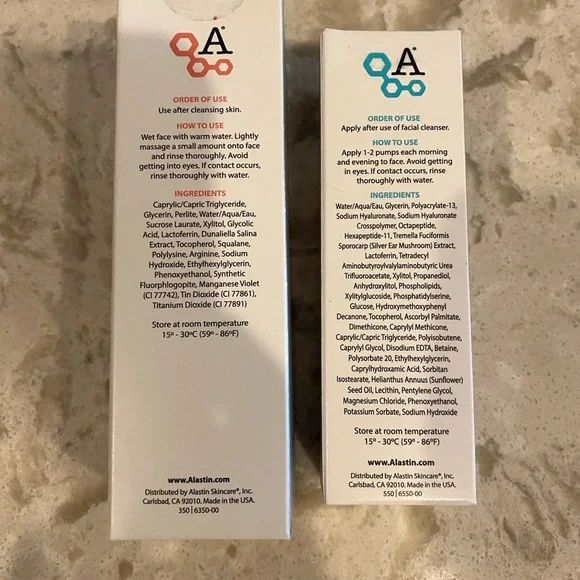 A
ORDER OF USE
Use after cleansing skin.
HOW TO USE
Wet face with warm water. Lightly
massage a small amount onto face
and rinse thoroughly. Avoid
getting into eyes. If contact occurs,
rinse thoroughly with water.
INGREDIENTS
Caprylic/Capric Triglyceride,
Glycerin, Perlite, Water/Aqua/Eau,
Sucrose Laurate, Xylitol, Glycolic
Acid, Lactoferrin, Dunaliella Salina
Extract, Tocopherol, Squalane,
Polylysine, Arginine, Sodium
Hydroxide, Ethylhexylglycerin,
Phenoxyethanol, Synthetic
Fluorphlogopite, Manganese Violet
(CI 77742), Tin Dioxide (CI 77861),
Titanium Dioxide (CI 77891)
Store at room temperature
15º - 30ºC (59º - 86ºF)
www.Alastin.com
Distributed by Alastin Skincare®, Inc.
Carlsbad, CA 92010. Made in the USA.
350 | 6350-00
A
ORDER OF USE
Apply after use of facial cleanser.
HOW TO USE
Apply 1-2 pumps each morning
and evening to face. Avoid getting
in eyes. If contact occurs, rinse
thoroughly with water.
INGREDIENTS
Water/Aqua/Eau, Glycerin, Polyacrylate-13,
Sodium Hyaluronate, Sodium Hyaluronate
Crosspolymer, Octapeptide,
Hexapeptide-11, Tremella Fuciformis
Sporocarp (Silver Ear Mushroom) Extract,
Lactoferrin, Tetradecyl
Aminobutyroylvalylaminobutyric Urea
Trifluoroacetate, Xylitol, Propanediol,
Anhydroxylitol, Phospholipids,
Xylitylglucoside, Phosphatidylserine,
Glucose, Hydroxymethoxyphenyl
Decanone, Tocopherol, Ascorbyl Palmitate,
Dimethicone, Caprylyl Methicone,
Caprylic/Capric Triglyceride, Polyisobutene,
Caprylyl Glycol, Disodium EDTA, Betaine,
Polysorbate 20, Ethylhexylglycerin,
Caprylhydroxamic Acid, Sorbitan
Isostearate, Helianthus Annuus (Sunflower)
Seed Oil, Lecithin, Pentylene Glycol,
Magnesium Chloride, Phenoxyethanol,
Potassium Sorbate, Sodium Hydroxide
Store at room temperature
15º - 30ºC (59º - 86ºF)
www.Alastin.com
Distributed by Alastin Skincare®, Inc.
Carlsbad, CA 92010. Made in the USA.
550 | 6550-00